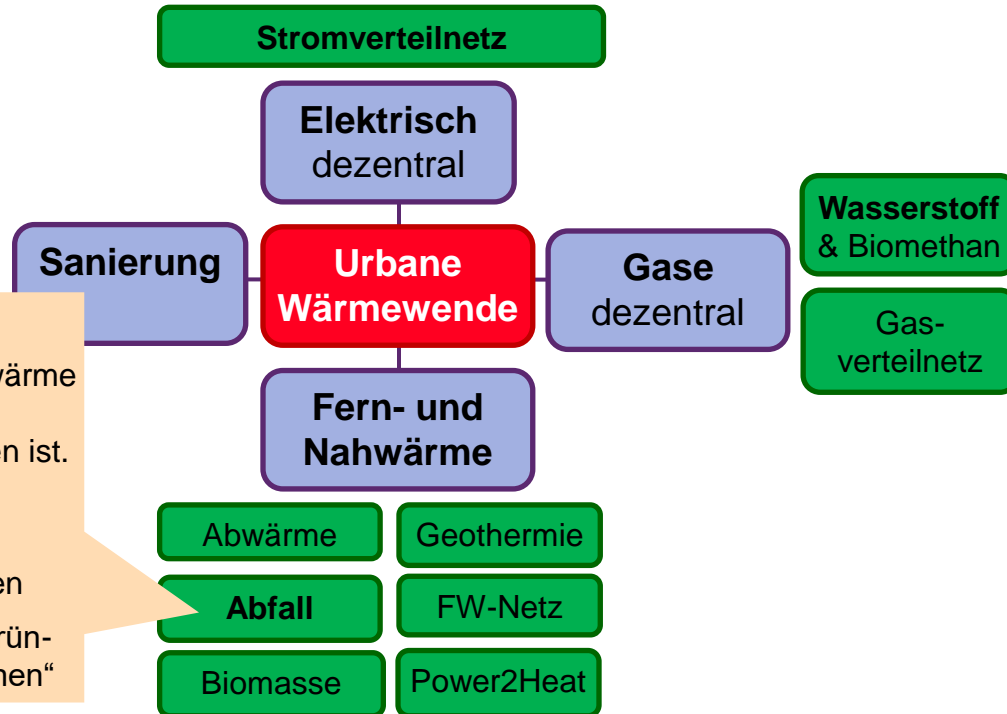 Stromverteilnetz
Elektrisch
dezentral
Sanierung
Urbane
Wärmewende
Gase
dezentral
Wasserstoff
& Biomethan
Gas-
verteilnetz
Fern- und
Nahwärme
Abwärme
Geothermie
Abfall
FW-Netz
Biomasse
Power2Heat
ist.